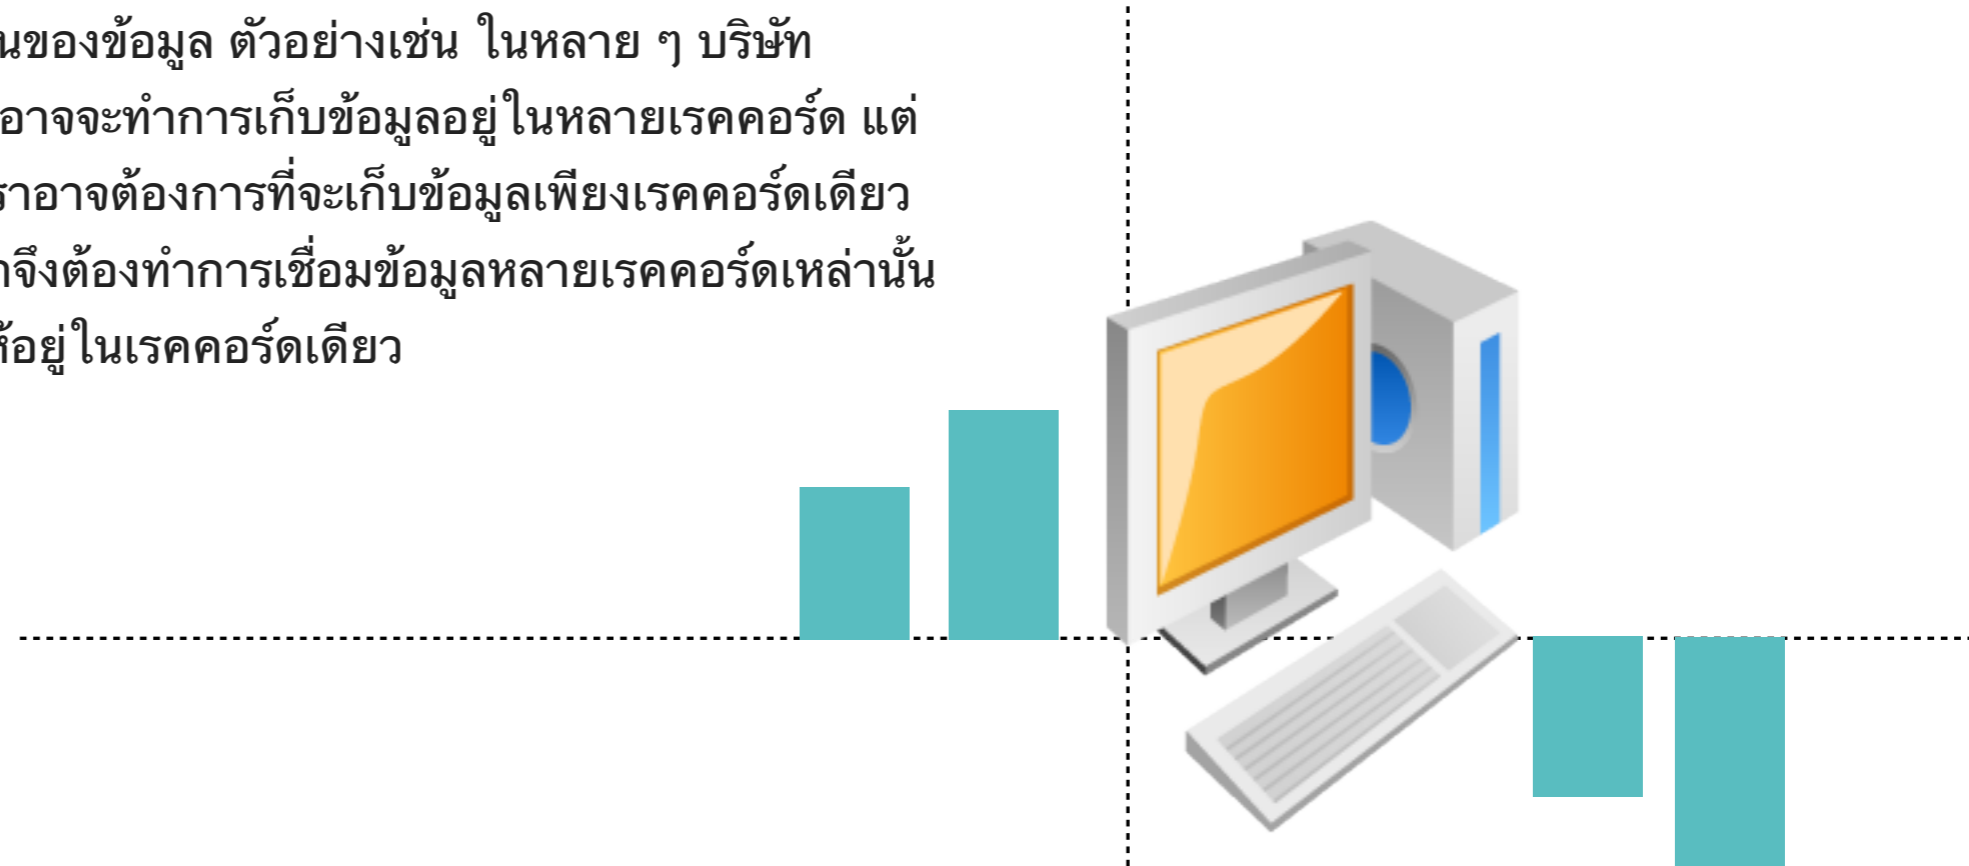 นของข้อมูล ตัวอย่างเช่น ในหลาย ๆ บริษัท
อาจจะทำการเก็บข้อมูลอยู่ในหลายเรคคอร์ด แต่
ราอาจต้องการที่จะเก็บข้อมูลเพียงเรคคอร์ดเดียว
จึงต้องทำการเชื่อมข้อมูลหลายเรคคอร์ดเหล่านั้น
ห้อยู่ในเรคคอร์ดเดียว